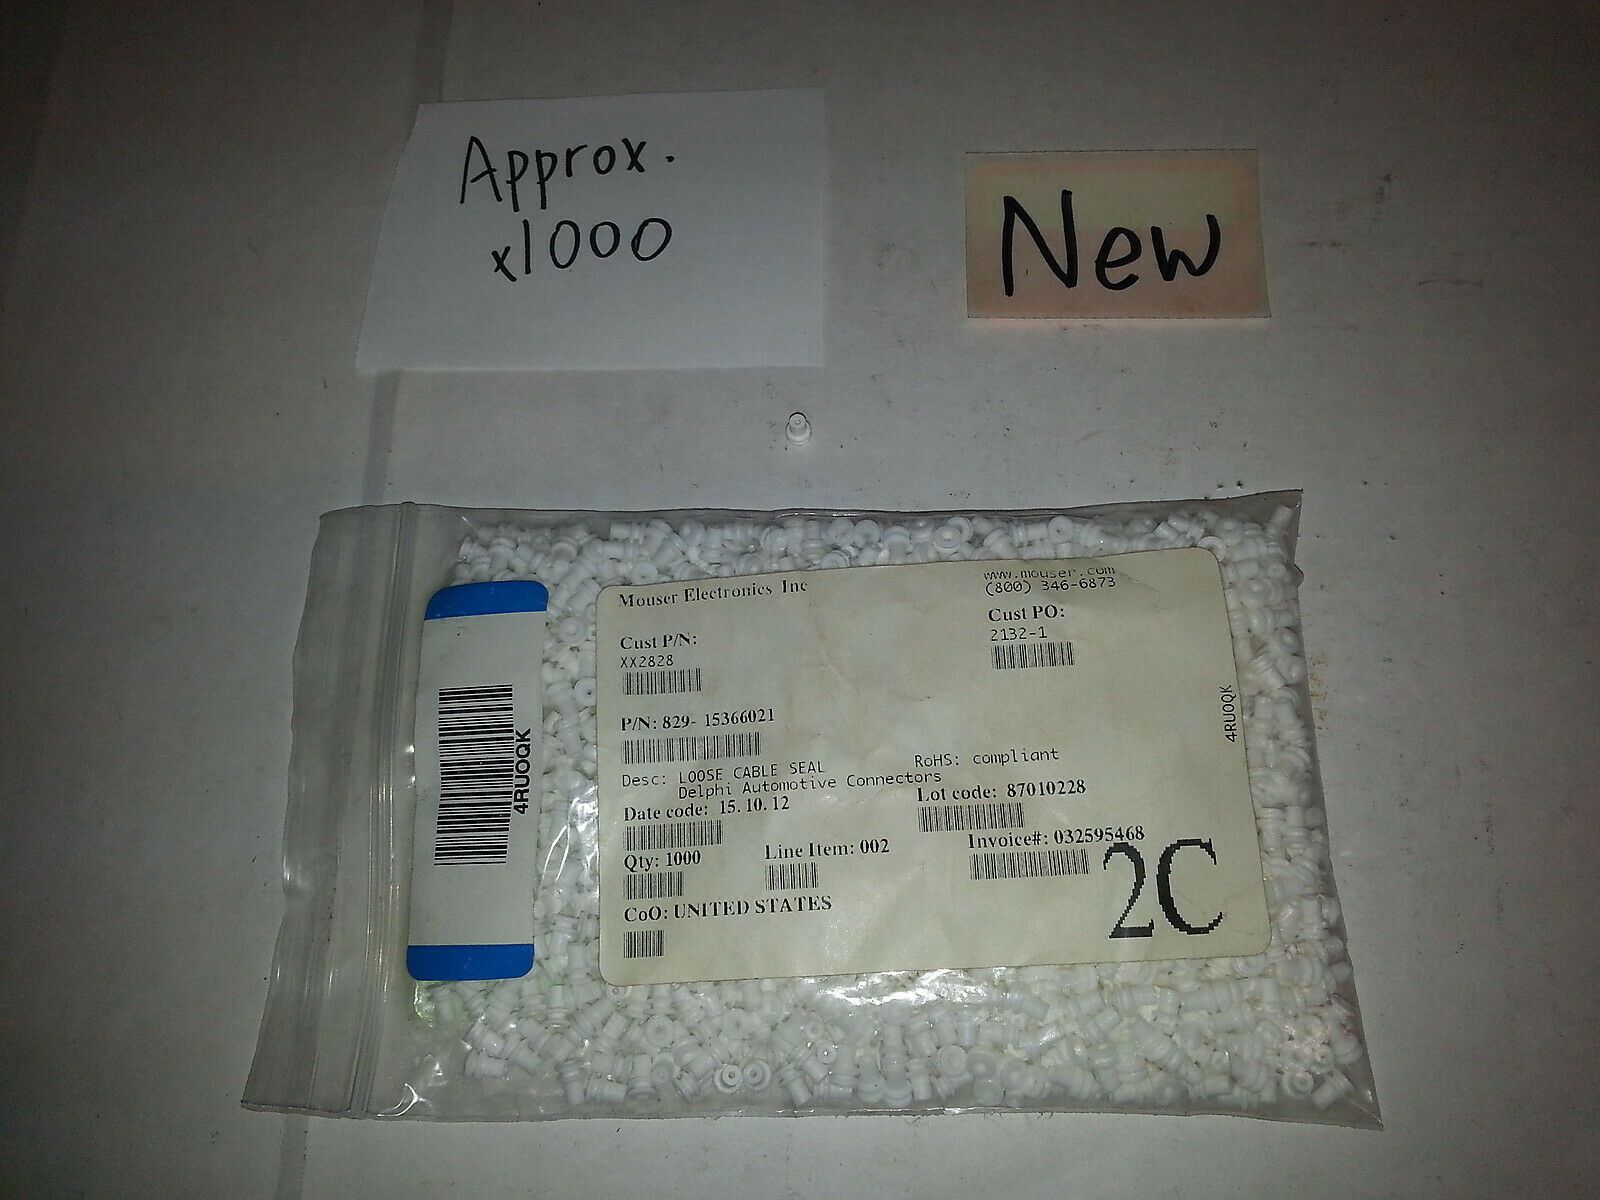 Approx.
x1000
New
Mouser Electronics Inc
www.mouser.com
(800) 346-6873
Cust P/N:
XX2828
Cust PO:
2132-1
P/N: 829- 15366021
Desc: LOOSE CABLE SEAL
Delphi Automotive Connectors
RoHS: compliant
Date code: 15.10.12
Lot code: 87010228
Qty: 1000
Line Item: 002
Invoice#: 032595468
CoO: UNITED STATES
2C
4RUOQK
4RUOQK